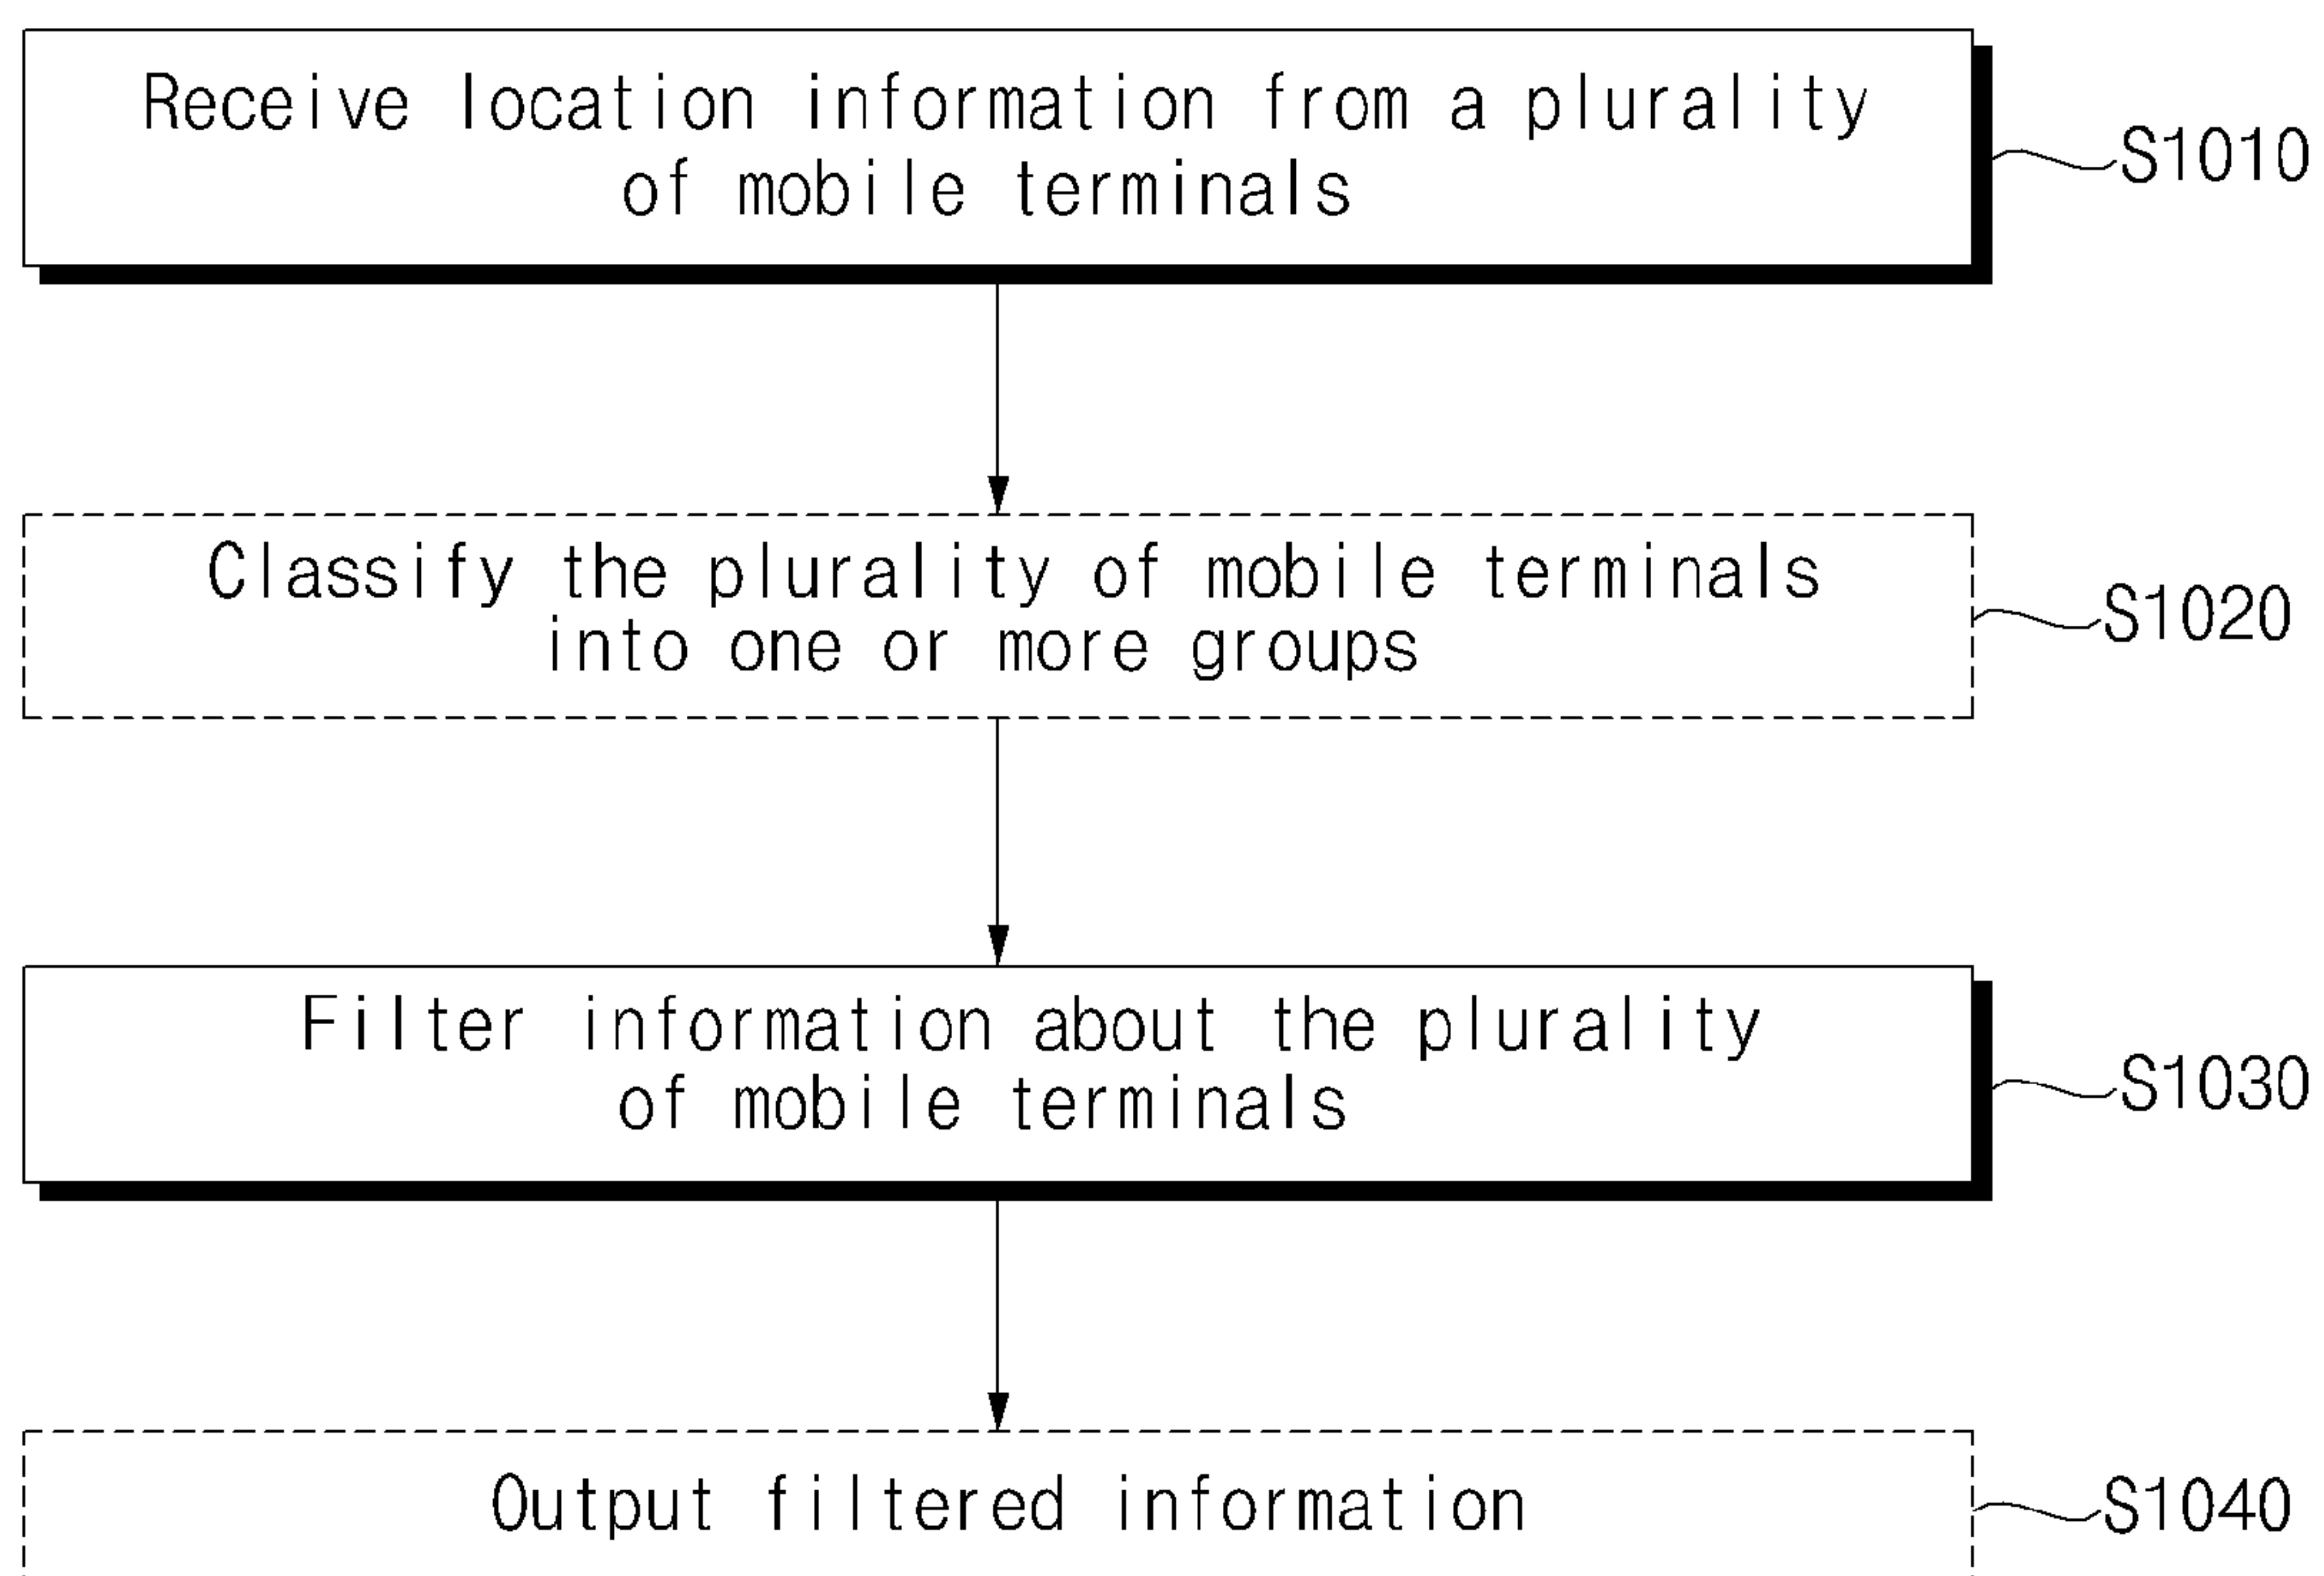 Receive location information from a plurality
of mobile terminals
S1010
Classify the plurality of mobile terminals
into one or more groups
S1020
Filter information about the plurality
of mobile terminals
S1030
Output filtered information
S1040